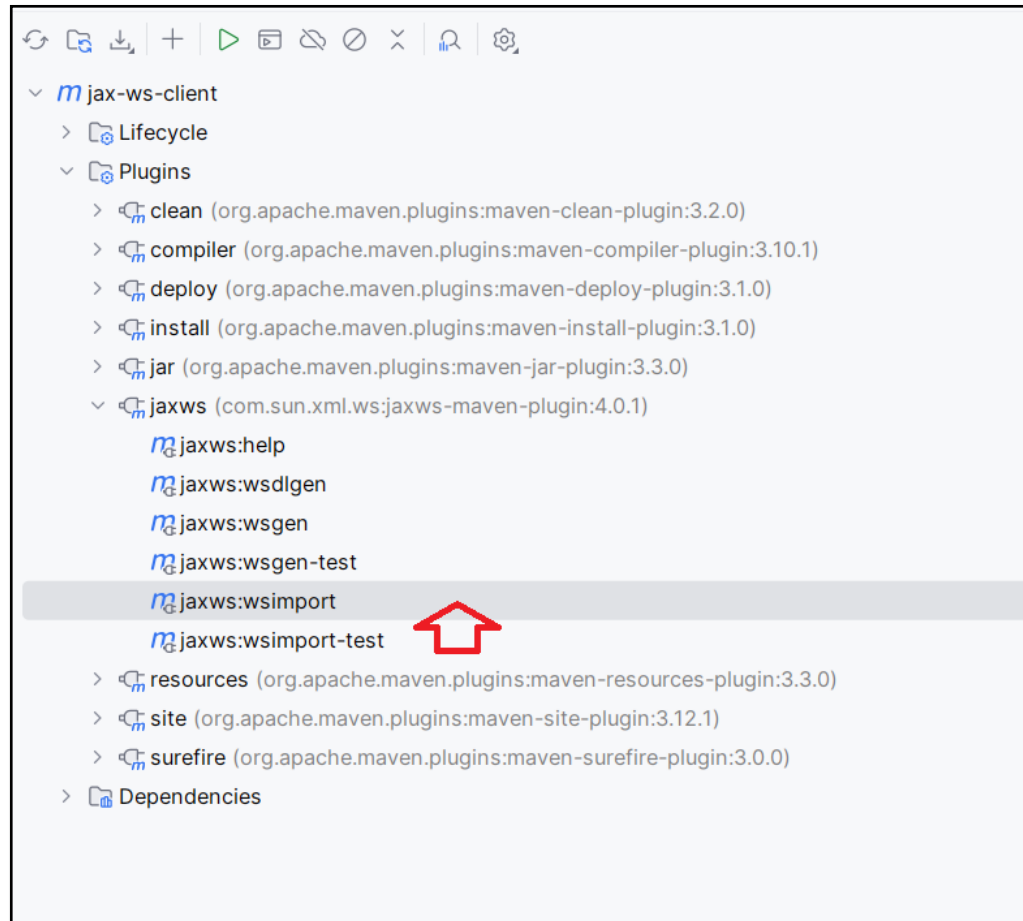 jax-ws-client
Lifecycle
Plugins
clean (org.apache.maven.plugins:maven-clean-plugin:3.2.0)
compiler (org.apache.maven.plugins:maven-compiler-plugin:3.10.1)
deploy (org.apache.maven.plugins:maven-deploy-plugin:3.1.0)
install (org.apache.maven.plugins:maven-install-plugin:3.1.0)
jar (org.apache.maven.plugins:maven-jar-plugin:3.3.0)
jaxws (com.sun.xml.ws:jaxws-maven-plugin:4.0.1)
jaxws:help
jaxws:wsdlgen
jaxws:wsgen
jaxws:wsgen-test
jaxws:wsimport
jaxws:wsimport-test
resources (org.apache.maven.plugins:maven-resources-plugin:3.3.0)
site (org.apache.maven.plugins:maven-site-plugin:3.12.1)
surefire (org.apache.maven.plugins:maven-surefire-plugin:3.0.0)
Dependencies